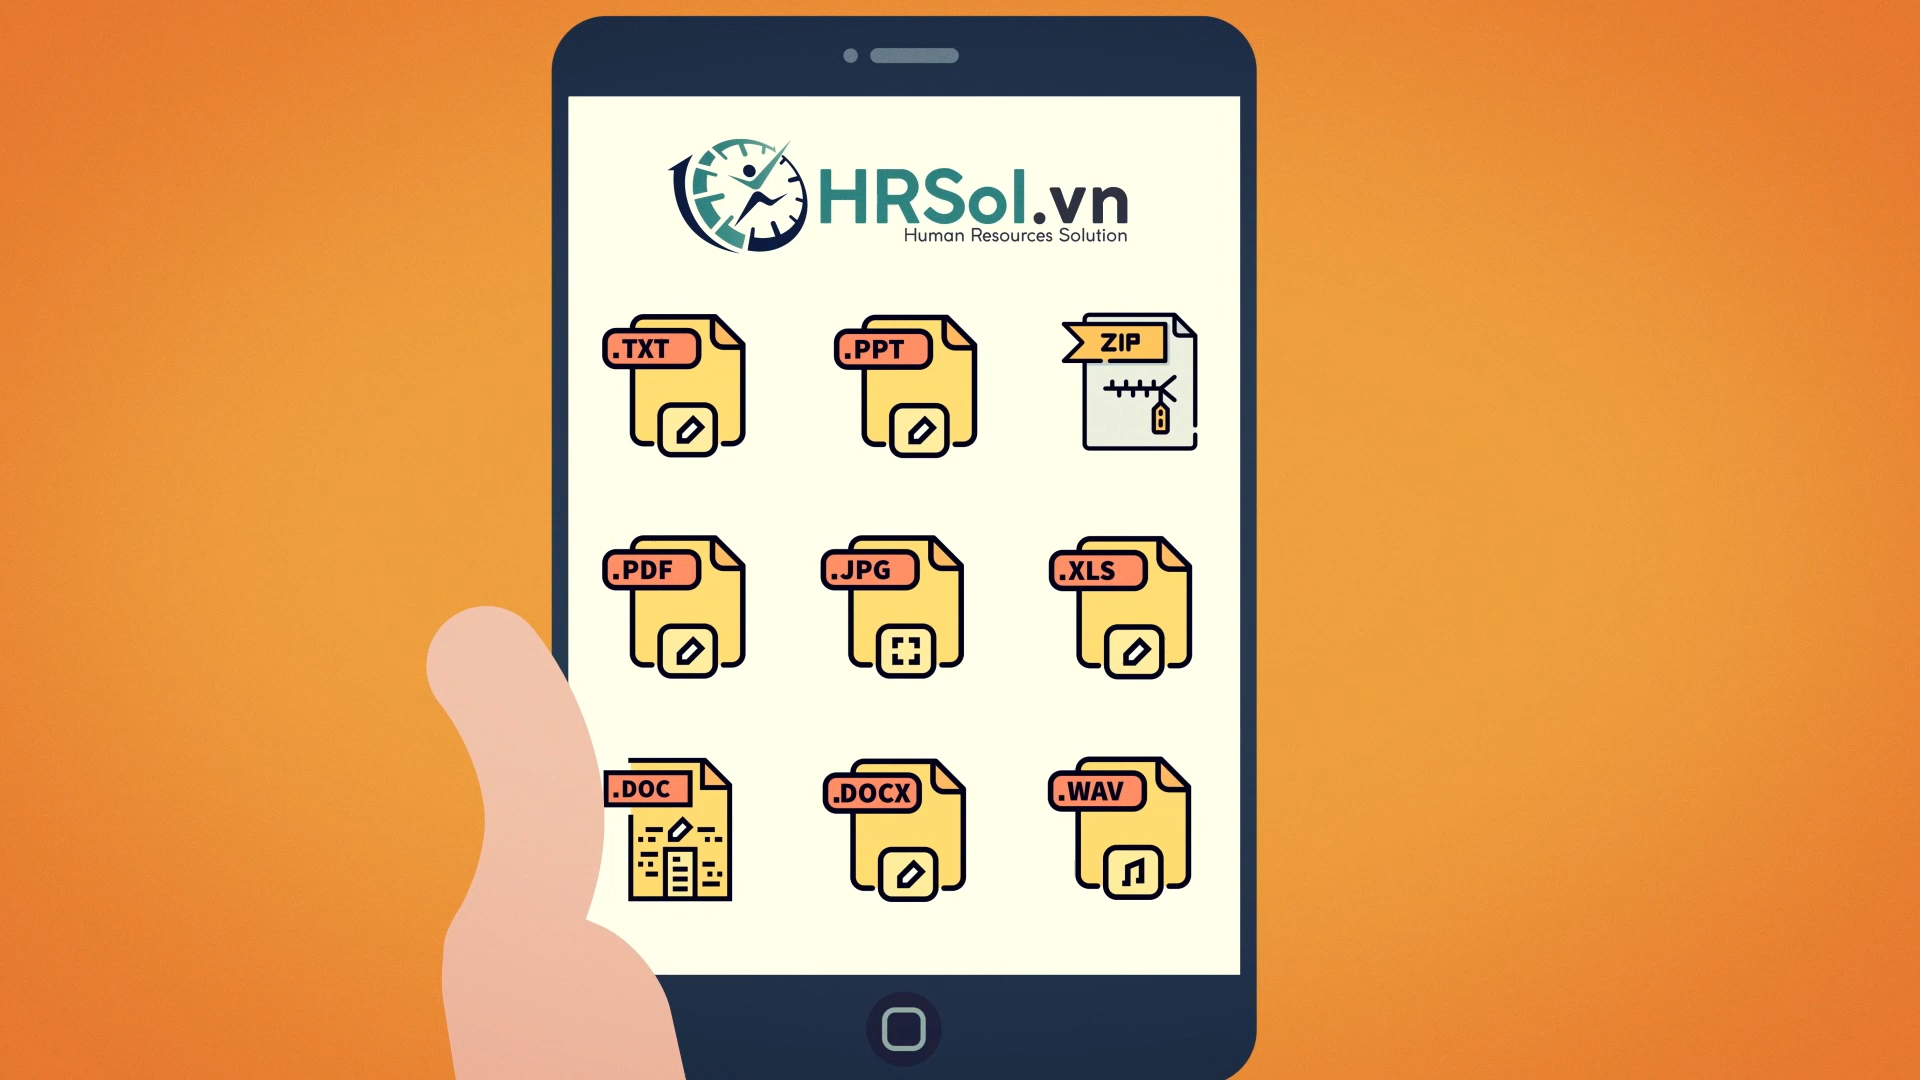 HRSol.vn
Human Resources Solution
.TXT
.PPT
ZIP
.PDF
.JPG
.XLS
.DOC
.DOCX
.WAV